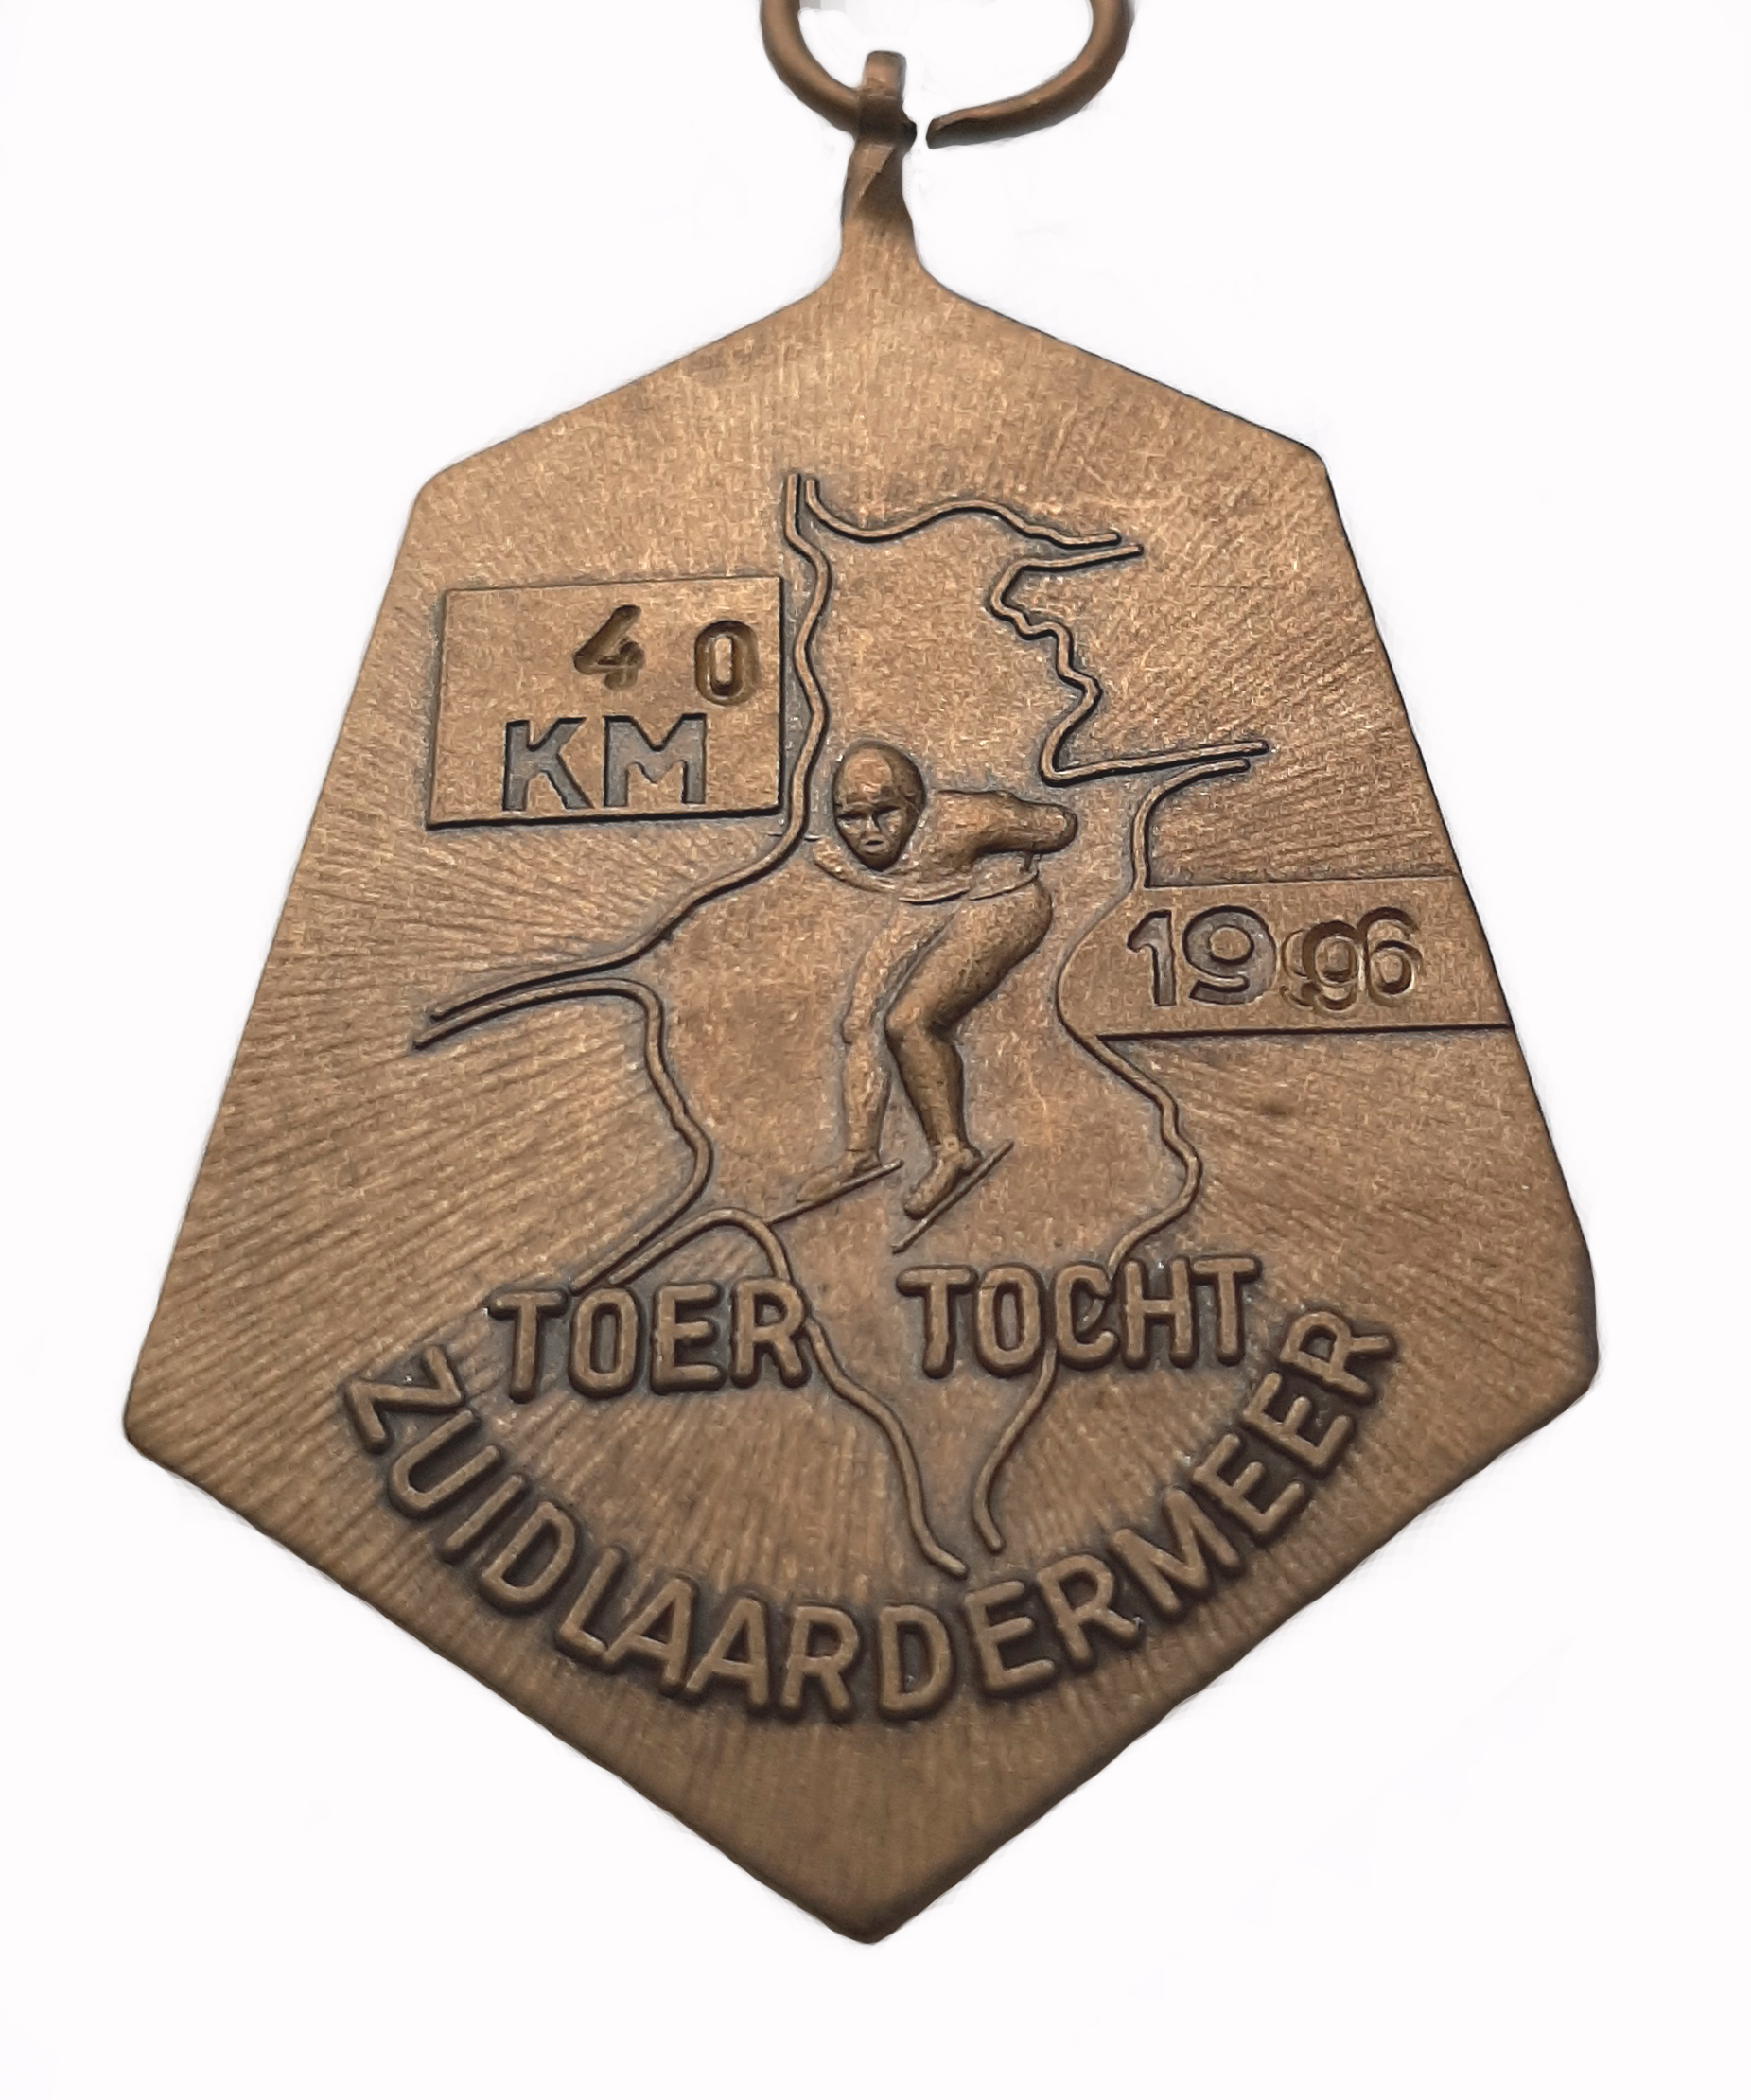 40
KM
1996
TOER TOCHT
ZUIDLAARDERMEER